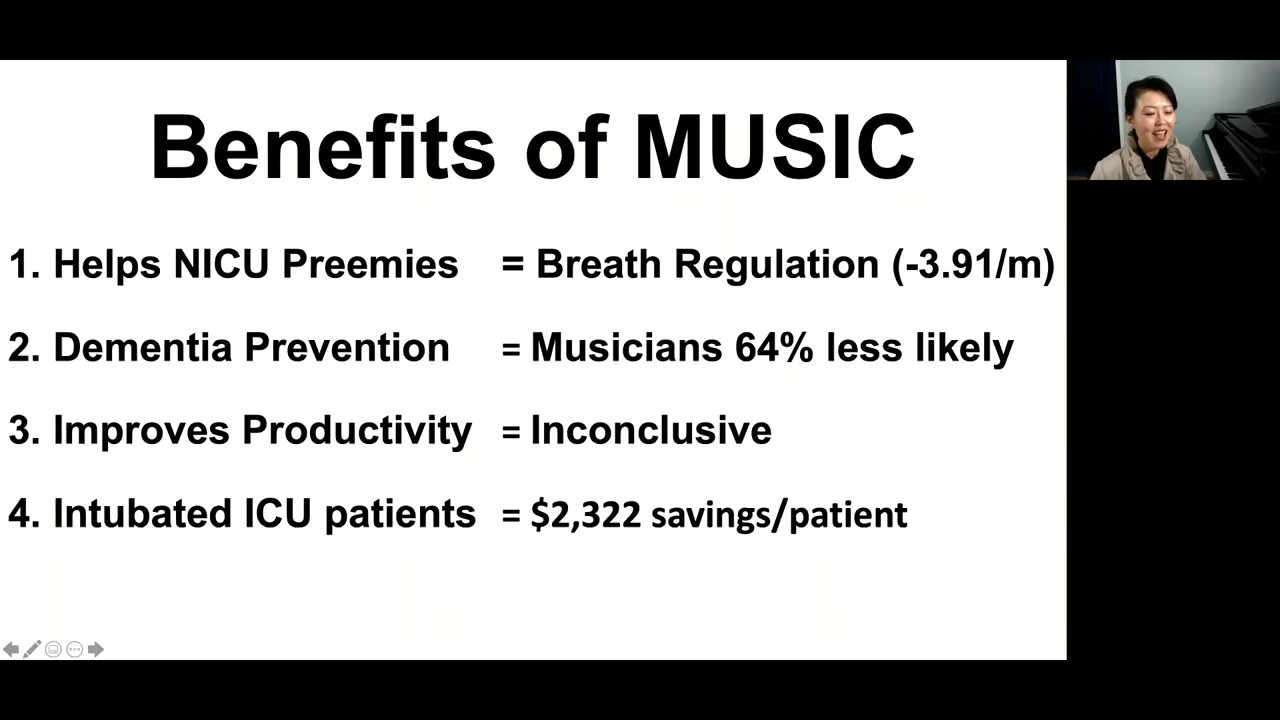 Benefits of MUSIC
1. Helps NICU Preemies = Breath Regulation (-3.91/m)
2. Dementia Prevention = Musicians 64% less likely
3. Improves Productivity = Inconclusive
4. Intubated ICU patients = $2,322 savings/patient